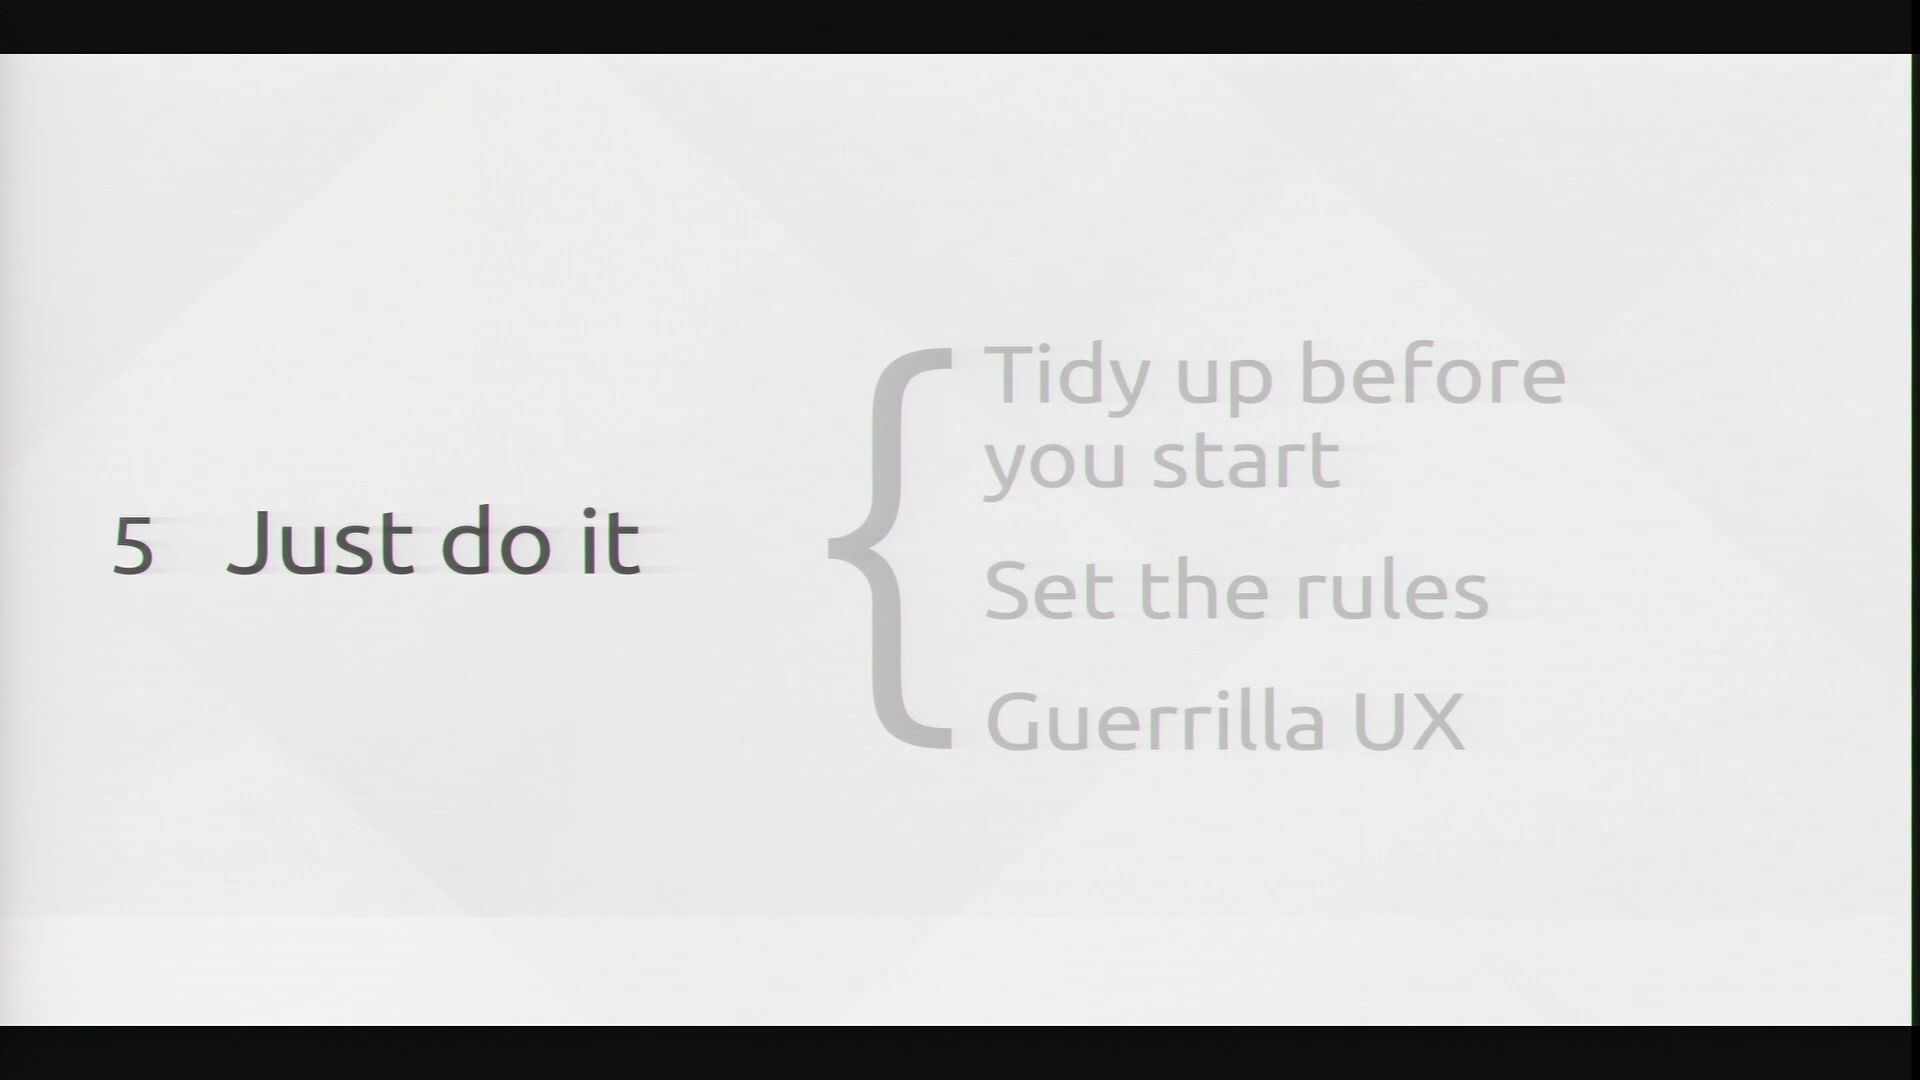 5 Just do it
Tidy up before
you start
Set the rules
Guerrilla UX